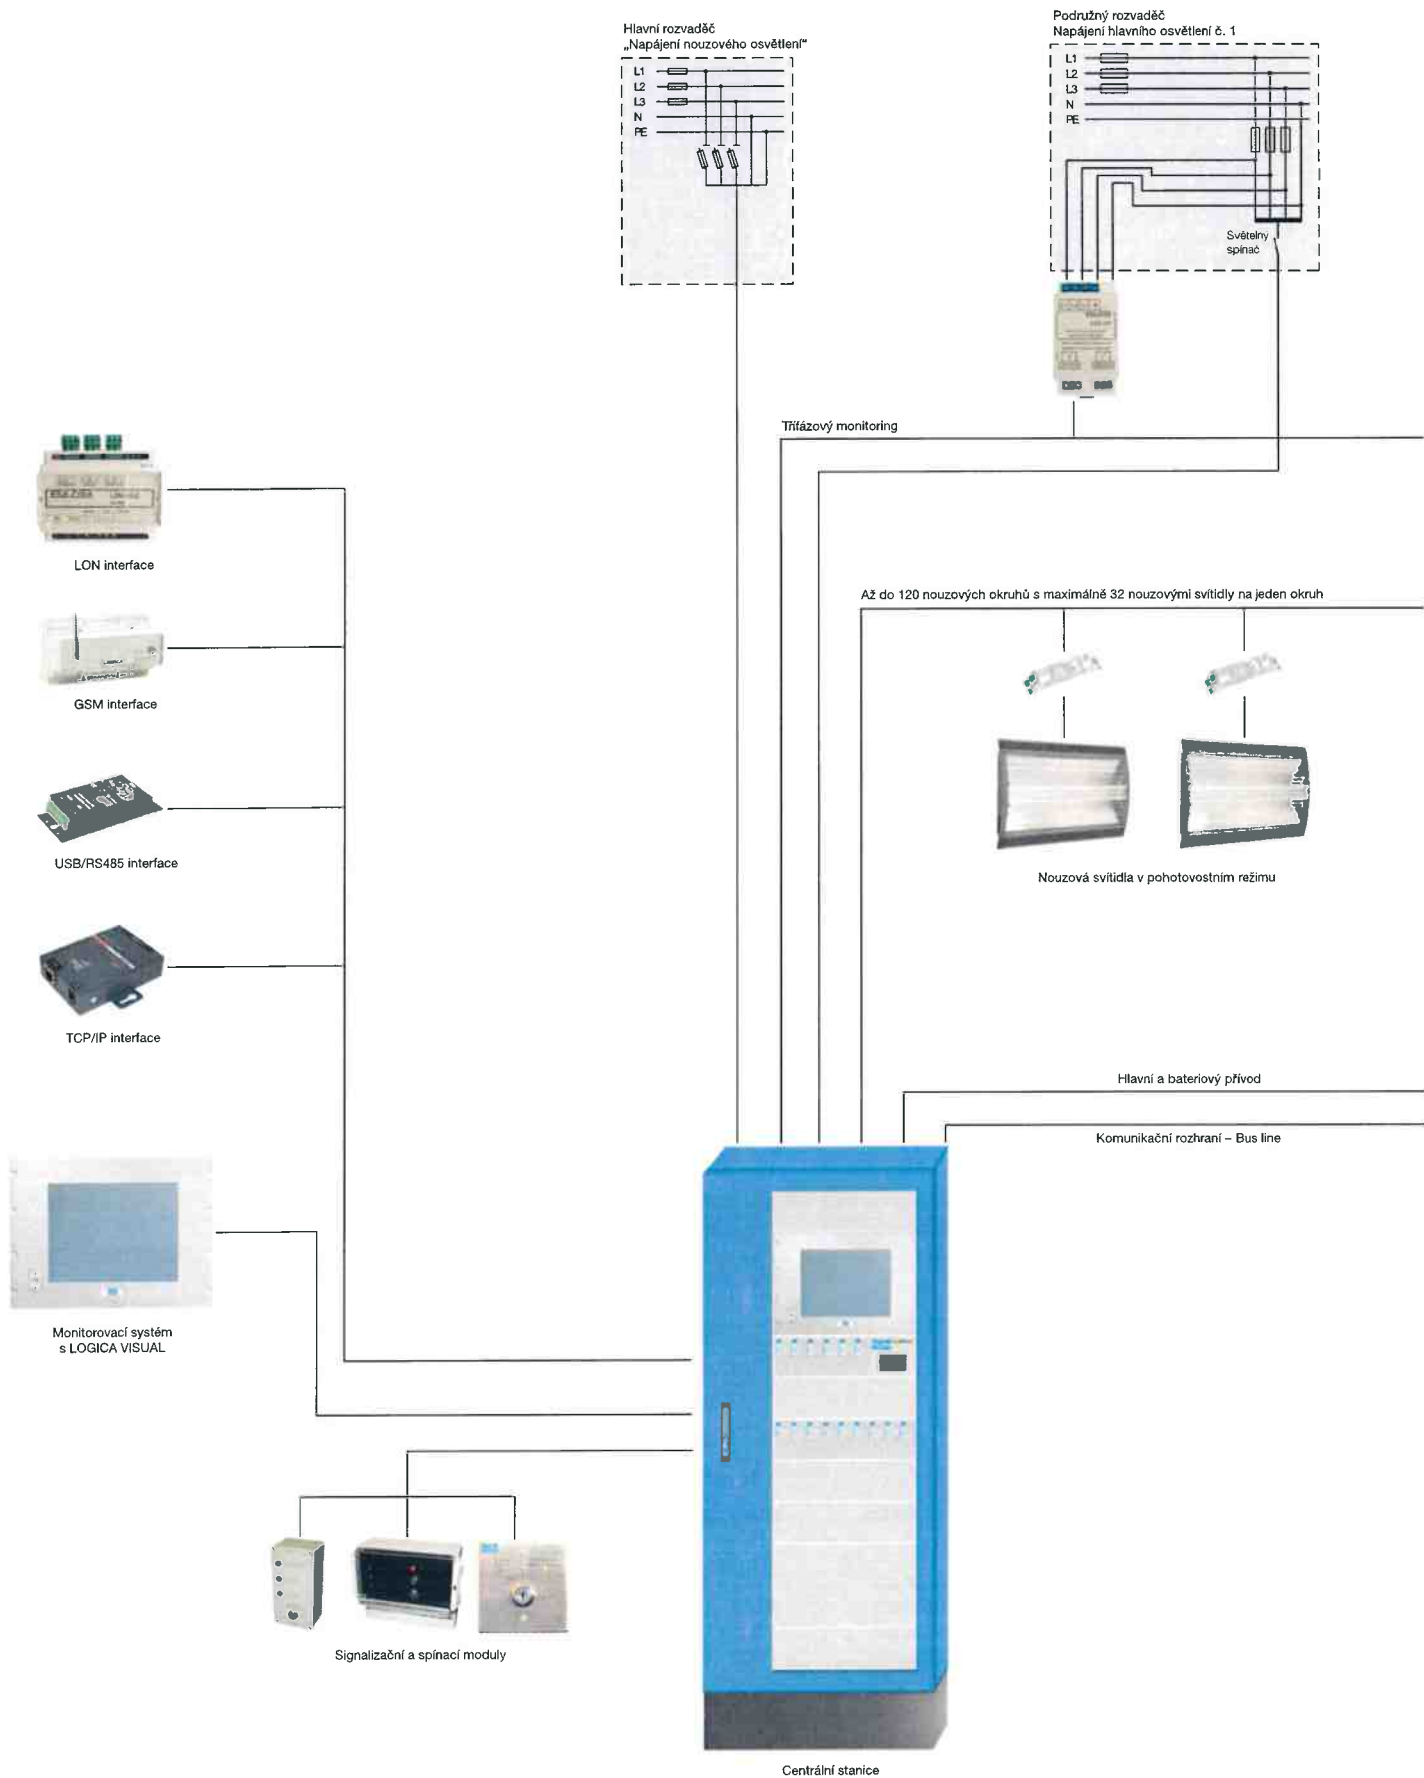 Hlavní rozvaděč
„Napájení nouzového osvětlení“
L1
L2
L3
N
PE
Podružný rozvaděč
Napájení hlavního osvětlení č. 1
L1
L2
L3
N
PE
Světelný
spínač
Třífázový monitoring
LON interface
Až do 120 nouzových okruhů s maximálně 32 nouzovými svítidly na jeden okruh
GSM interface
USB/RS485 interface
Nouzová svítidla v pohotovostním režimu
TCP/IP interface
Hlavní a bateriový přívod
Komunikační rozhraní – Bus line
Monitorovací systém
s LOGICA VISUAL
Signalizační a spínací moduly
Centrální stanice